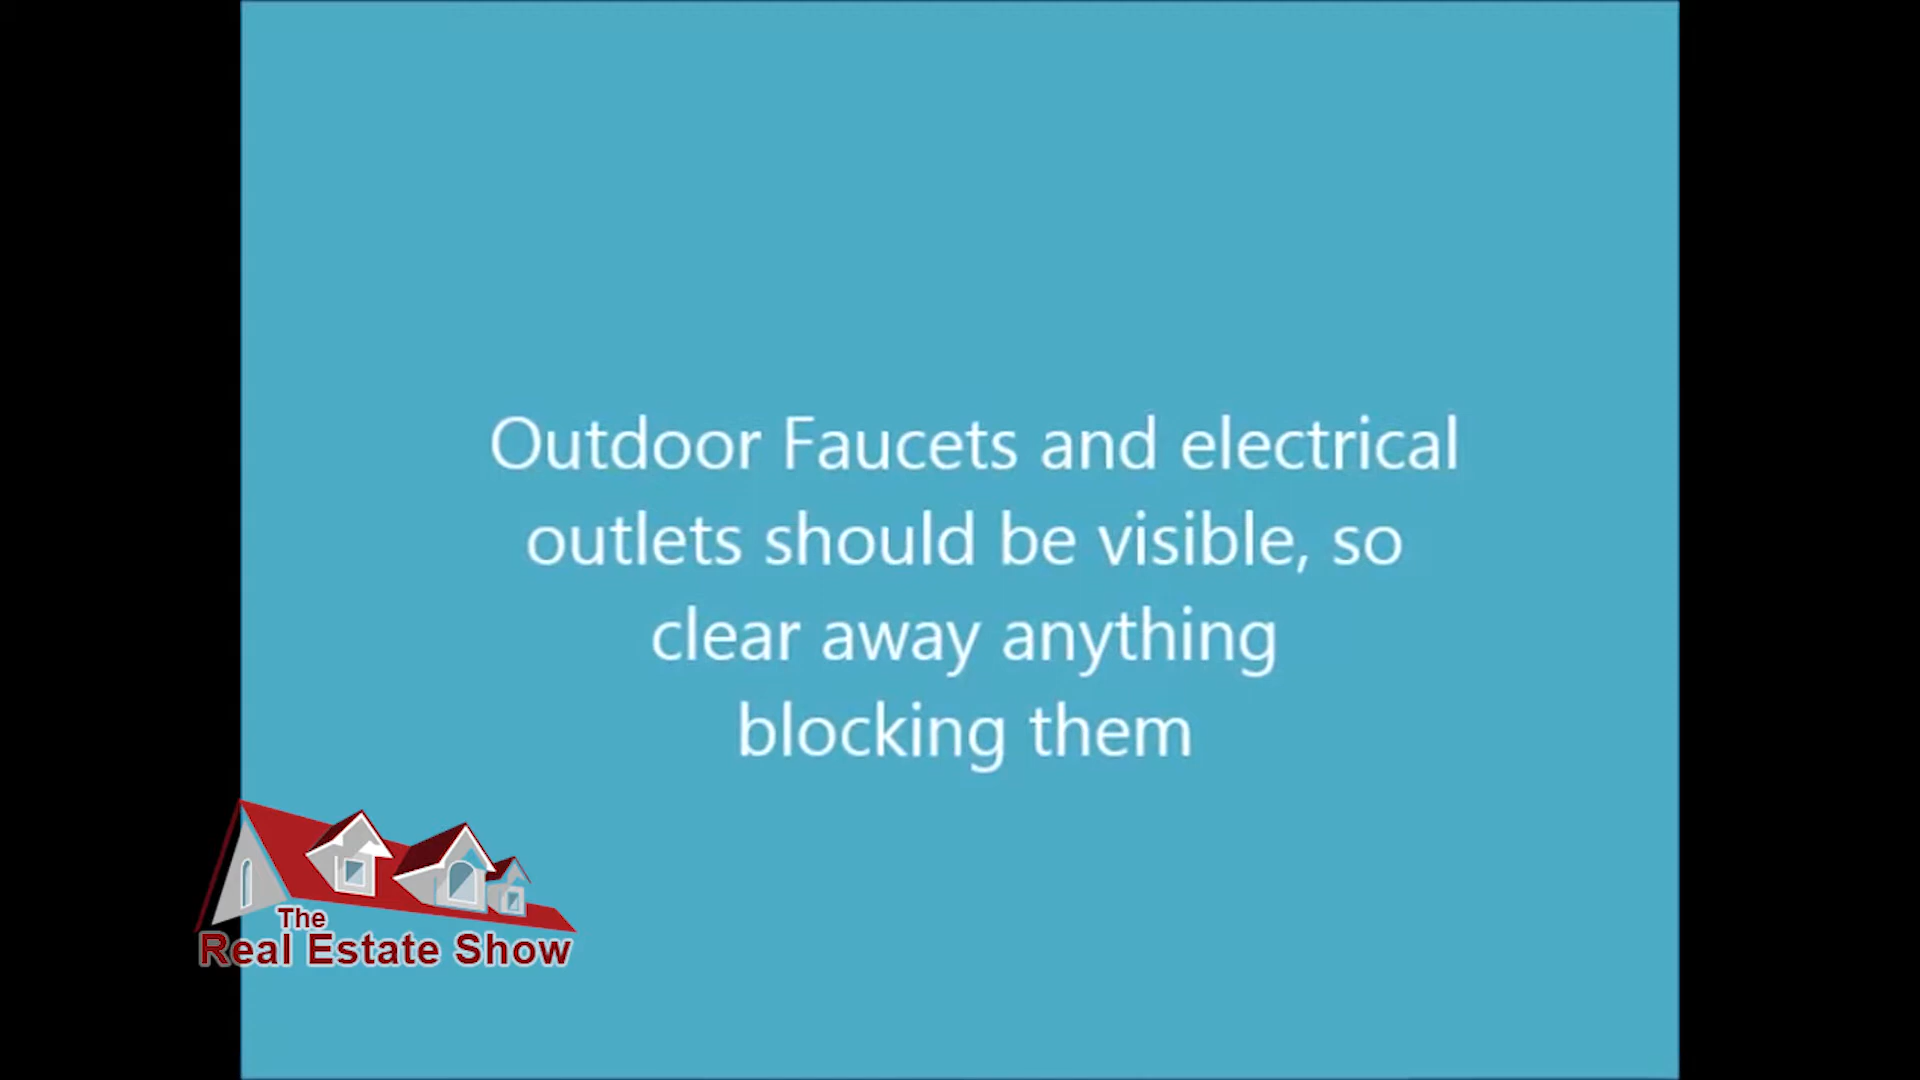 Outdoor Faucets and electrical
outlets should be visible, so
clear away anything
blocking them
The
Real Estate Show